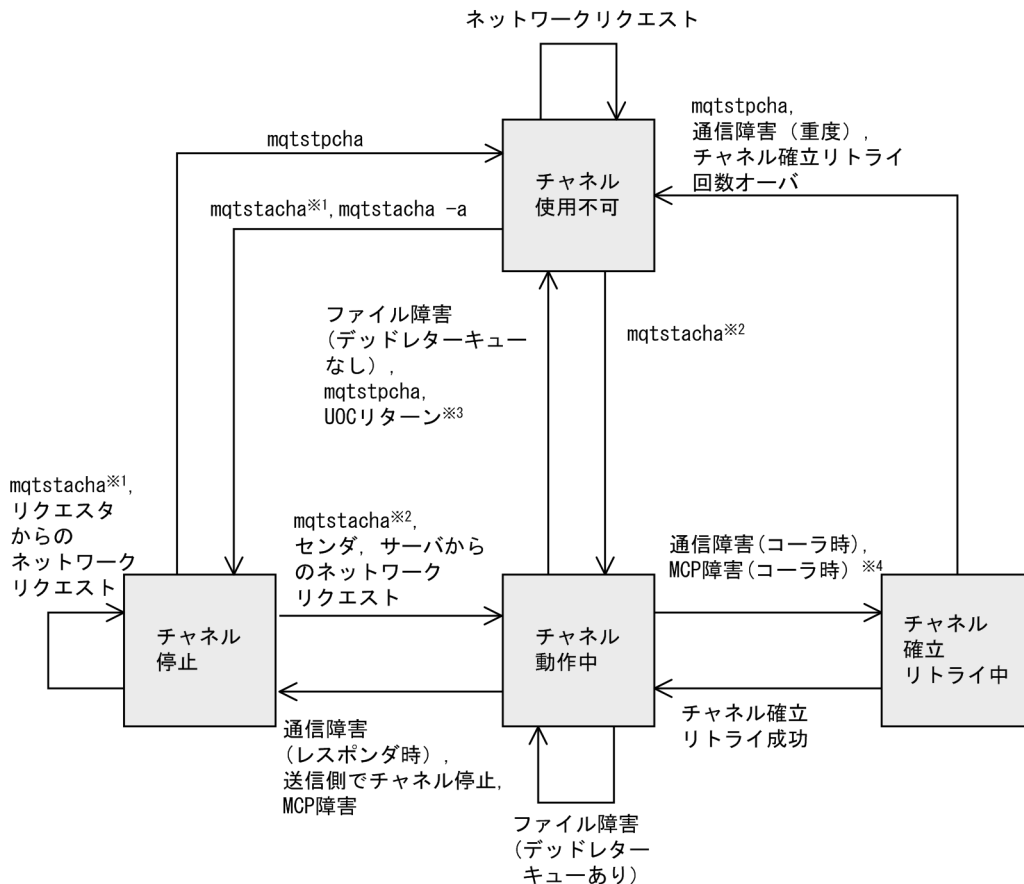 ネットワークリクエスト
mqtstpcha,
通信障害（重度）,
チャネル確立リトライ
回数オーバ
mqtstpcha
チャネル
使用不可
mqtstacha※1, mqtstacha -a
ファイル障害
(デッドレターキュー
なし),
mqtstpcha,
UOCリターン※3
mqtstacha※2
mqtstacha※1,
リクエスタ
からの
ネットワーク
リクエスト
mqtstacha※2,
センダ，サーバから
のネットワーク
リクエスト
通信障害(コーラ時),
MCP障害(コーラ時)※4
チャネル
停止
チャネル
動作中
チャネル
確立
リトライ中
通信障害
(レスポンダ時),
送信側でチャネル停止,
MCP障害
チャネル確立
リトライ成功
ファイル障害
(デッドレター
キューあり)